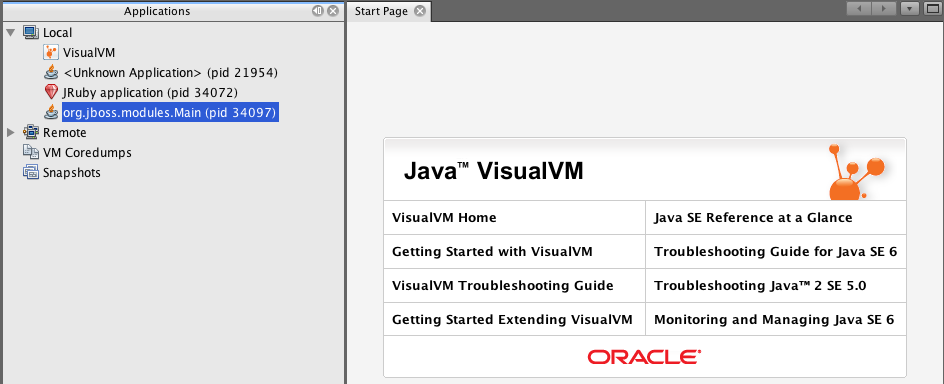 Applications
Local
VisualVM
<Unknown Application> (pid 21954)
JRuby application (pid 34072)
org.jboss.modules.Main (pid 34097)
Remote
VM Coredumps
Snapshots
Start Page
Java™ VisualVM
VisualVM Home
Java SE Reference at a Glance
Getting Started with VisualVM
Troubleshooting Guide for Java SE 6
VisualVM Troubleshooting Guide
Troubleshooting Java™ 2 SE 5.0
Getting Started Extending VisualVM
Monitoring and Managing Java SE 6
ORACLE